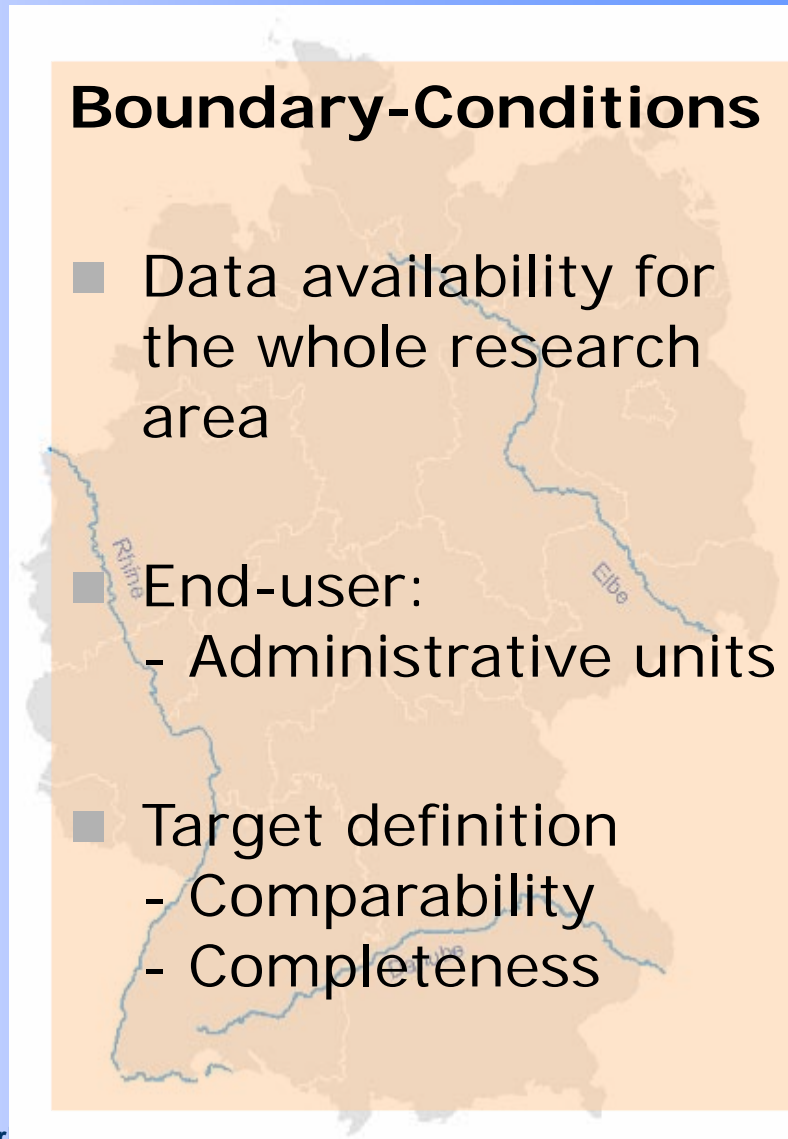 Boundary-Conditions
Data availability for
the whole research
area
Rhine
Elbe
End-user:
- Administrative units
Target definition
- Comparability
- Completeness
Danube
r